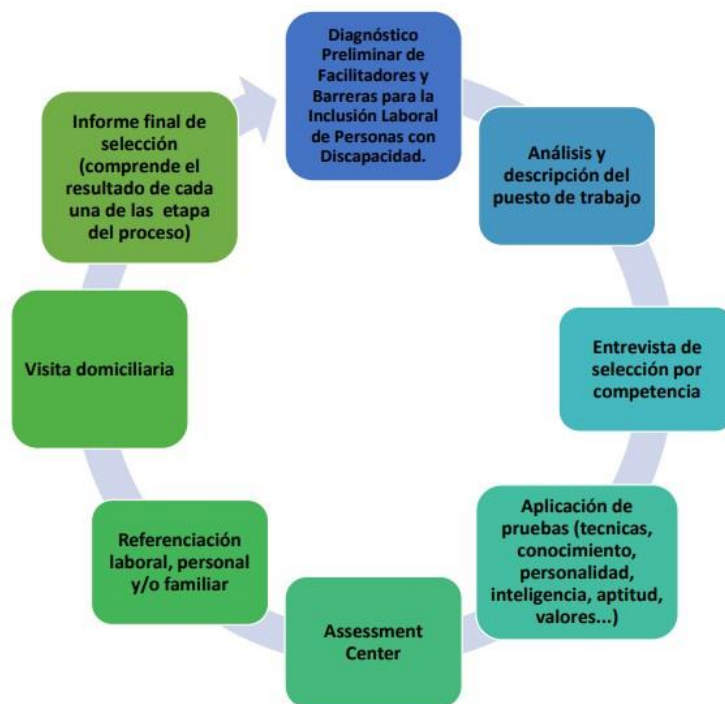 Diagnóstico
Preliminar de
Facilitadores y
Barreras para la
Inclusión Laboral
de Personas con
Discapacidad.
Análisis y
descripción del
puesto de trabajo
Entrevista de
selección por
competencia
Aplicación de
pruebas (tecnicas,
conocimiento,
personalidad,
inteligencia, aptitud,
valores...)
Assessment
Center
Referenciación
laboral, personal
y/o familiar
Visita domiciliaria
Informe final de
selección
(comprende el
resultado de cada
una de las etapa
del proceso)